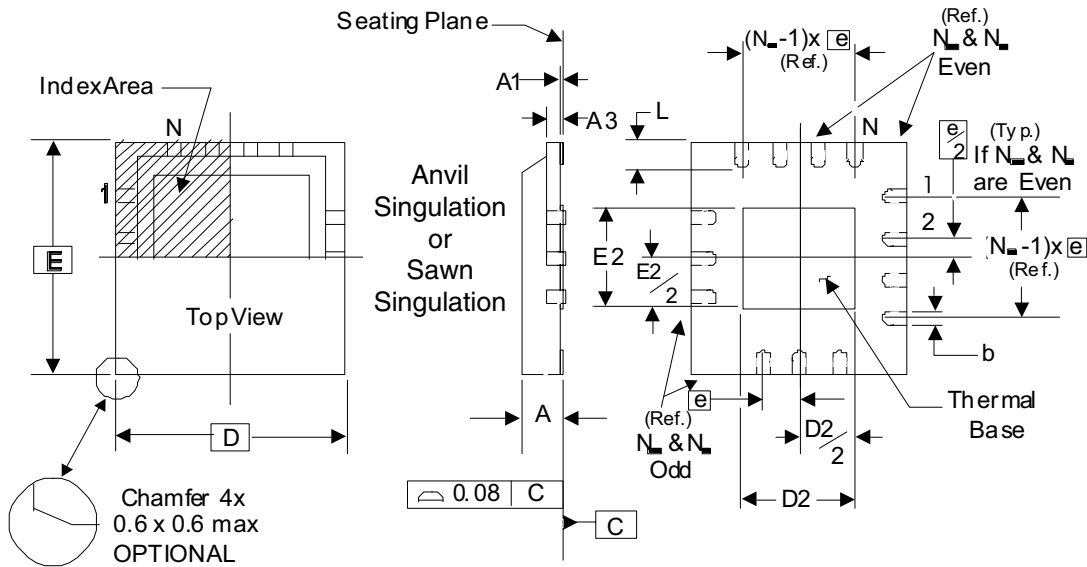 Seating Plane
IndexArea
N
1
E
TopView
D
Chamfer 4x
0.6 x 0.6 max
OPTIONAL
A1
A3
L
Anvil
Singulation
or
Sawn
Singulation
A
0.08 C
C
(N -1)x e
(Ref.)
(Ref.)
N & N
Even
N
e/2
(Typ.)
If N & N
are Even
1
2
(N -1)x e
(Ref.)
E2
E2/2
b
e
(Ref.)
N & N
Odd
D2/2
D2
Thermal
Base